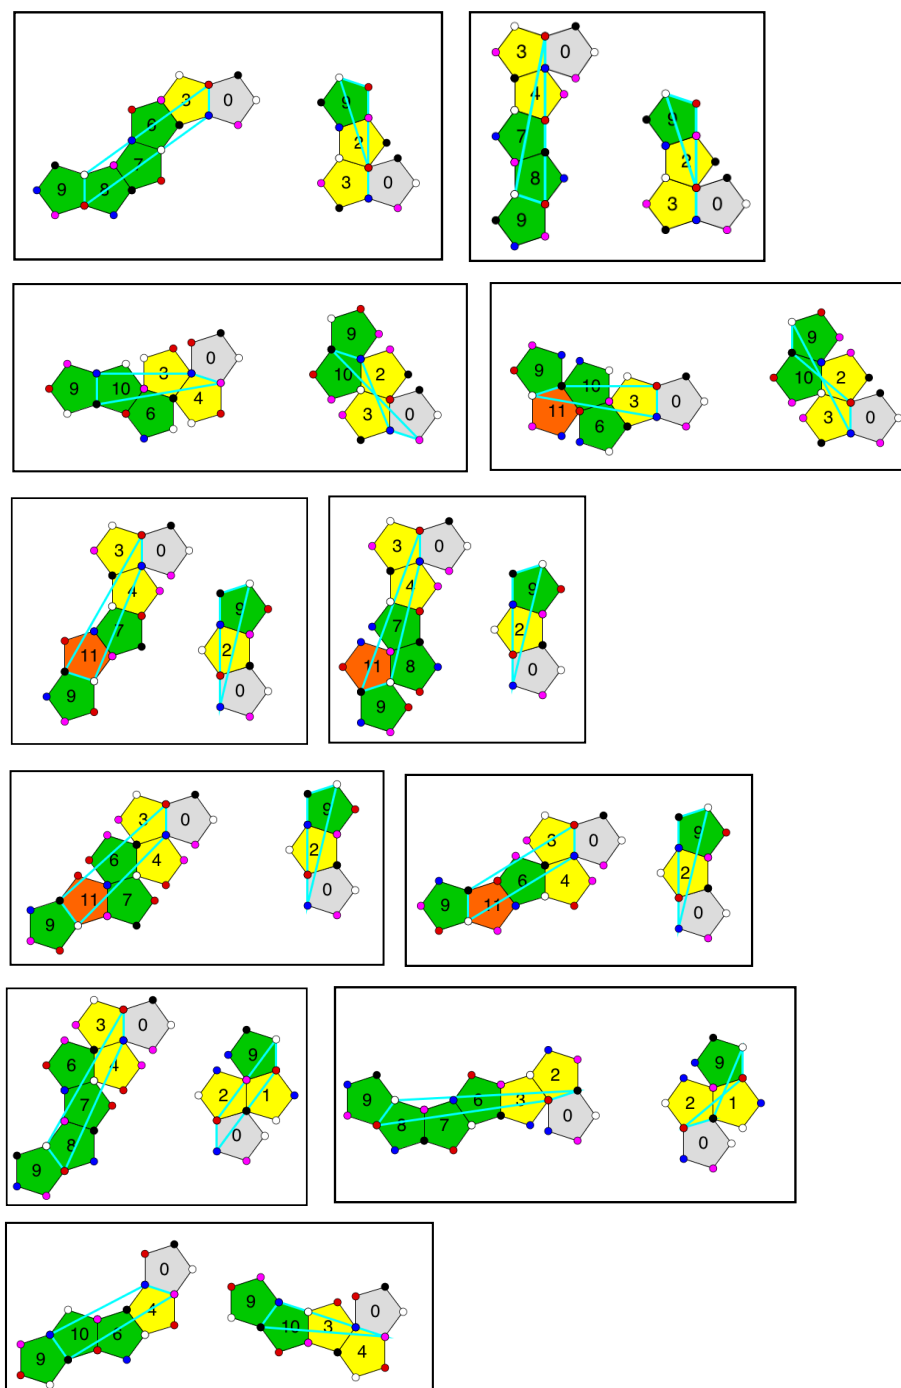 3 0 6 7 9 8
9 2 3 0
3 0 4 7 8 9
9 2 3 0
0 3 9 10 4 6
9 10 2 3 0
9 10 3 0 11 6
9 10 2 3 0
3 0 4 7 11 9
9 2 0
3 0 4 7 11 8 9
9 2 0
3 0 6 4 11 7 9
9 2 0
3 0 6 4 9 11
9 2 0
3 0 6 4 7 8 9
9 2 1 0
2 9 6 3 8 7 0
9 2 1 0
0 4 10 6 9
9 0 10 3 4